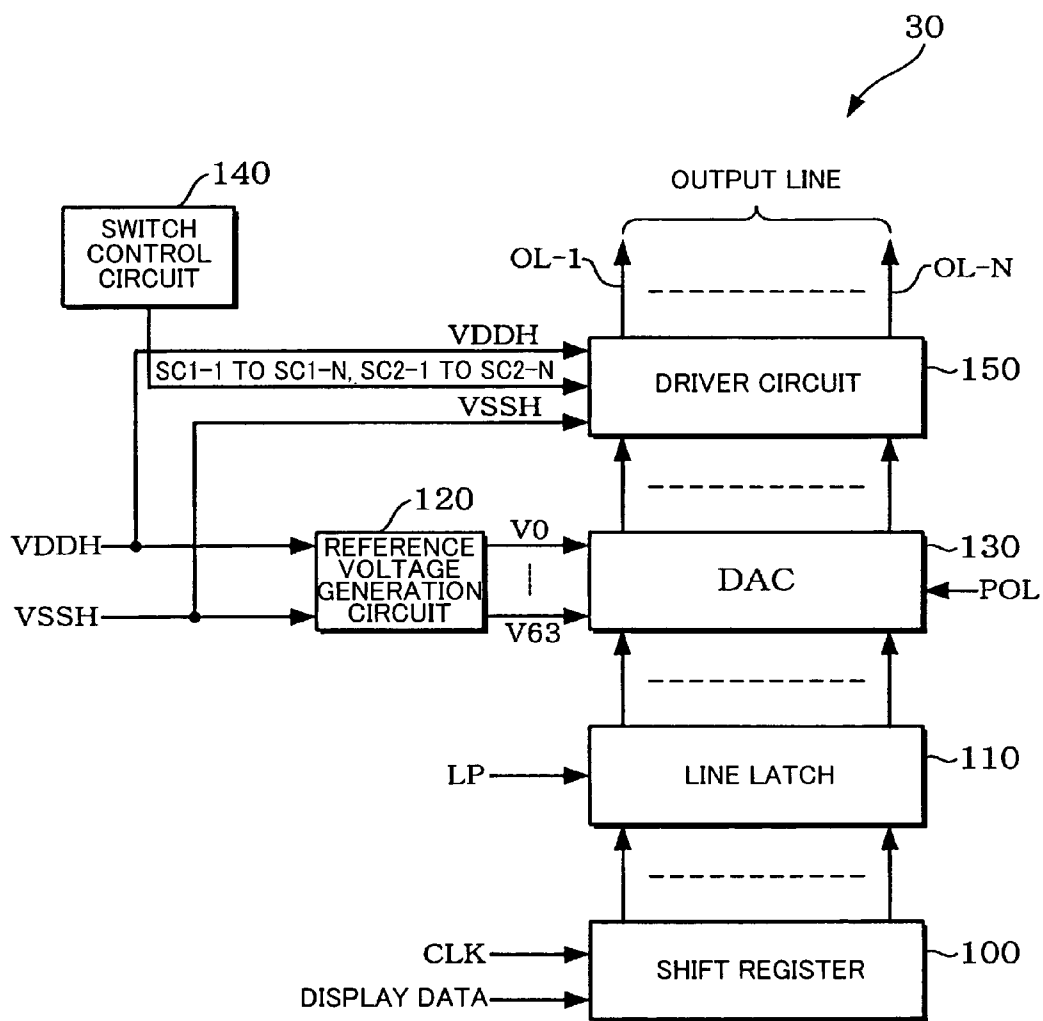 30
140
SWITCH
CONTROL
CIRCUIT
OUTPUT LINE
OL-1
OL-N
VDDH
SC1-1 TO SC1-N, SC2-1 TO SC2-N
VSSH
DRIVER CIRCUIT
150
120
VDDH
VSSH
REFERENCE
VOLTAGE
GENERATION
CIRCUIT
V0
V63
DAC
130
POL
LP
LINE LATCH
110
CLK
DISPLAY DATA
SHIFT REGISTER
100